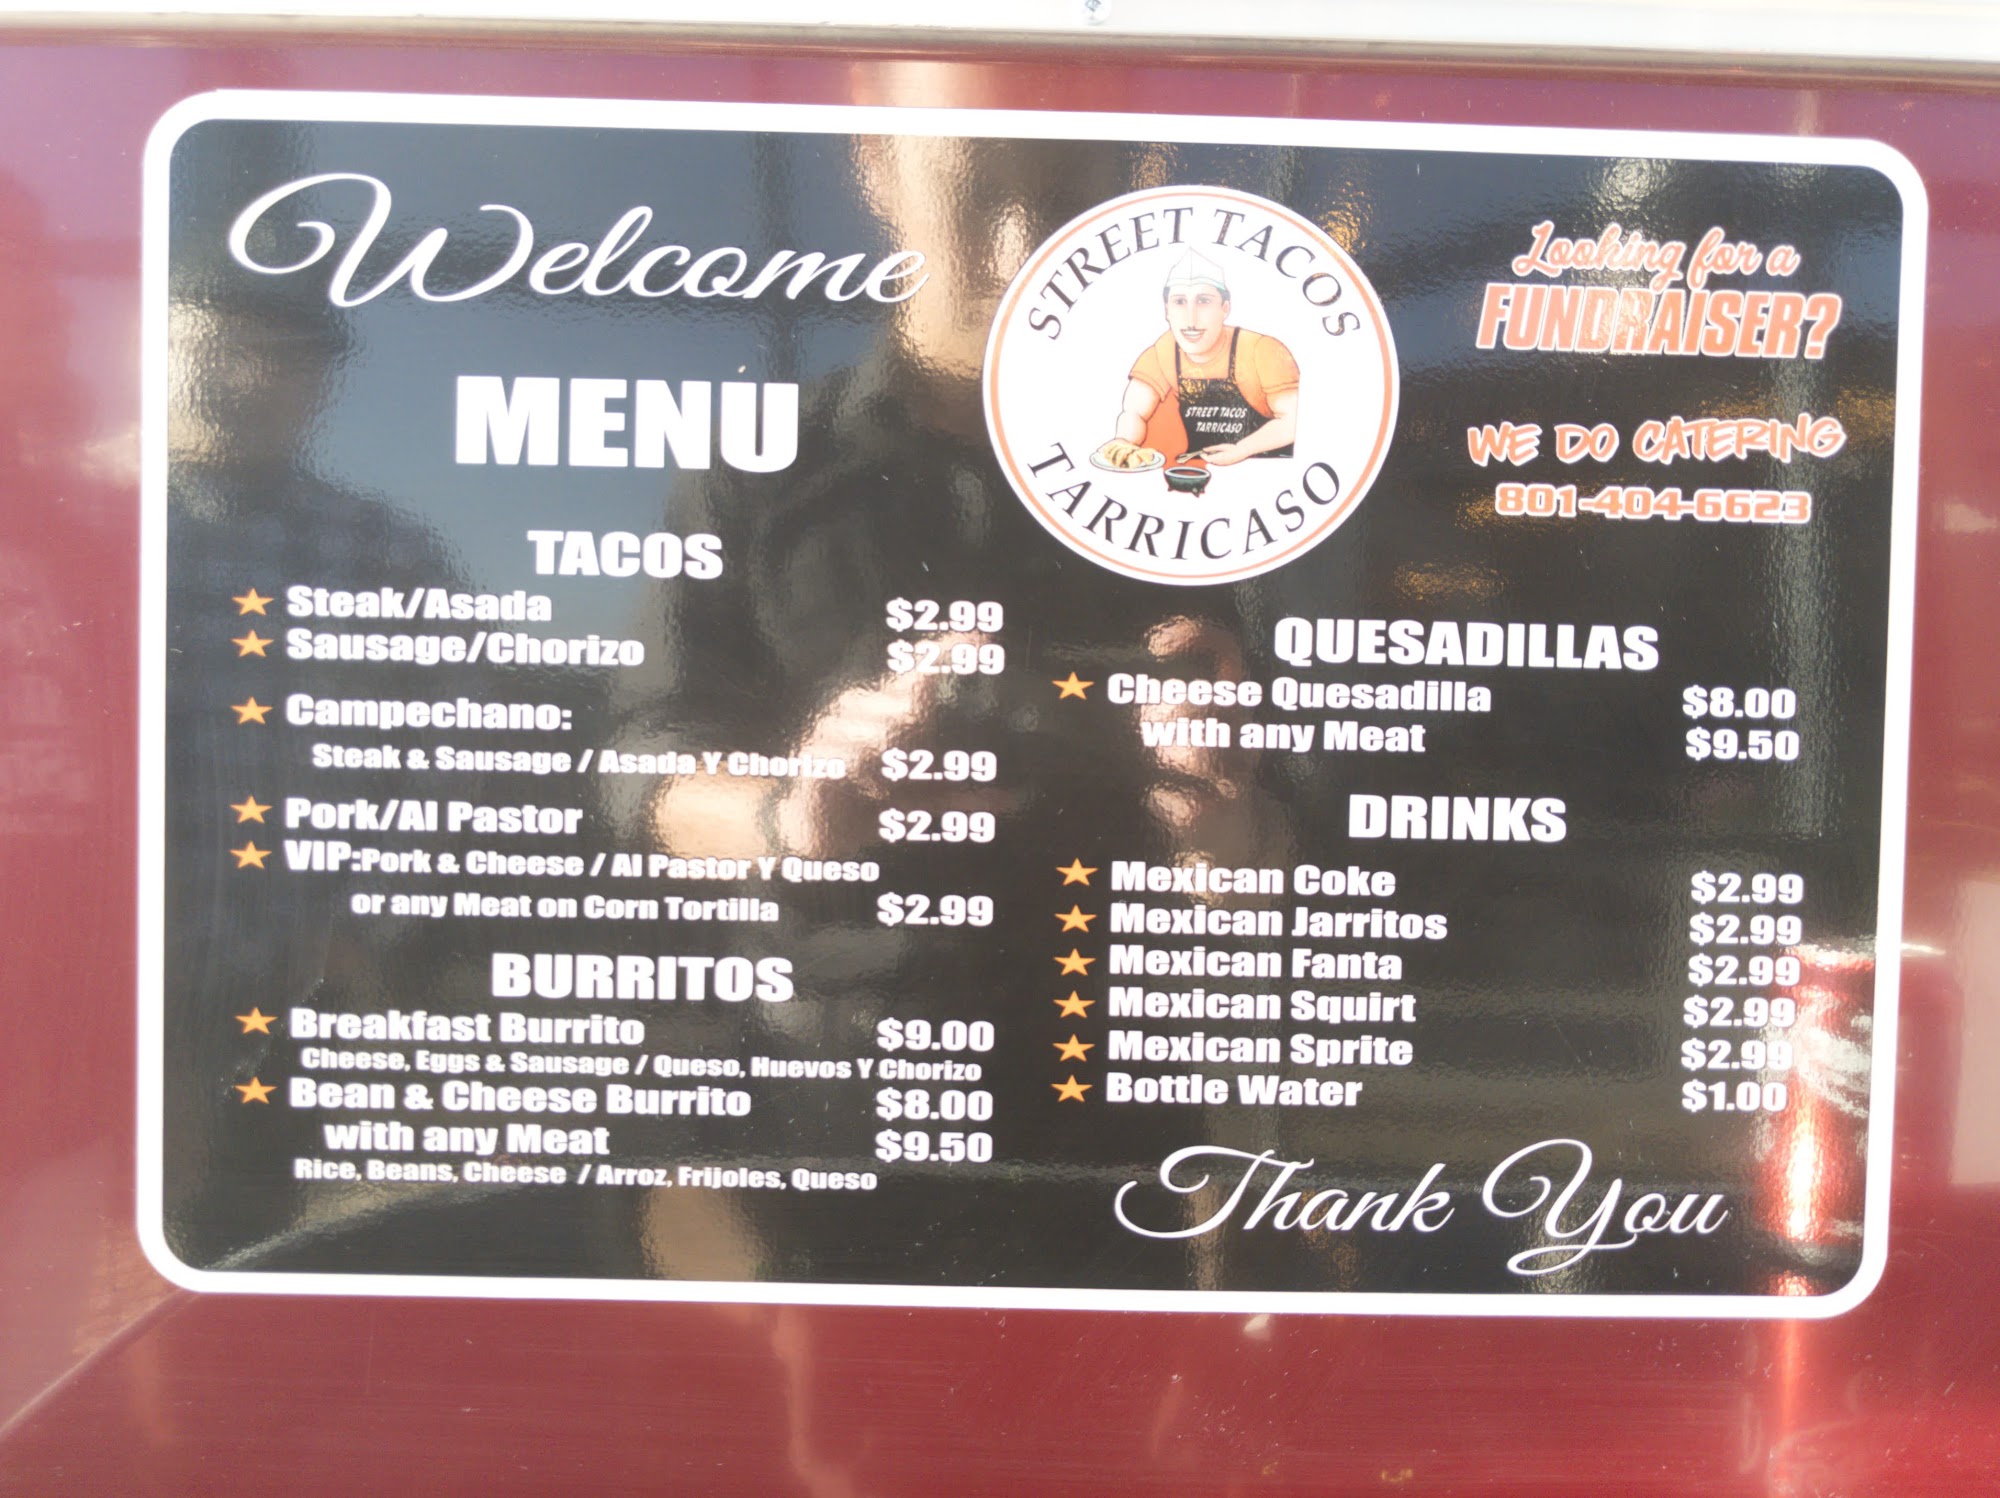 Welcome
MENU
TACOS
Steak/Asada $2.99
Sausage/Chorizo $2.99
Campechano:
Steak & Sausage / Asada Y Chorizo $2.99
Pork/Al Pastor $2.99
VIP:Pork & Cheese / Al Pastor Y Queso
or any Meat on Corn Tortilla $2.99
BURRITOS
Breakfast Burrito $9.00
Cheese, Eggs & Sausage / Queso, Huevos Y Chorizo
Bean & Cheese Burrito $8.00
with any Meat $9.50
Rice, Beans, Cheese / Arroz, Frijoles, Queso
STREET TACOS
STREET TACOS
TARRICASO
TARRICASO
Looking for a
FUNDRAISER?
WE DO CATERING
801-404-6623
QUESADILLAS
Cheese Quesadilla $8.00
with any Meat $9.50
DRINKS
Mexican Coke $2.99
Mexican Jarritos $2.99
Mexican Fanta $2.99
Mexican Squirt $2.99
Mexican Sprite $2.99
Bottle Water $1.00
Thank You